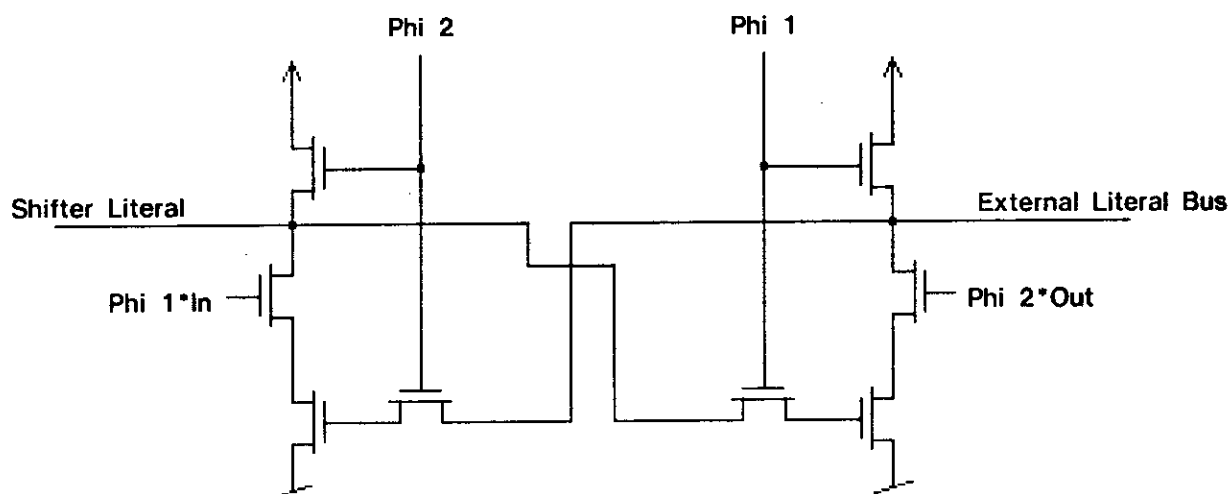 Phi 2
Phi 1
Shifter Literal
External Literal Bus
Phi 1*In
Phi 2*Out